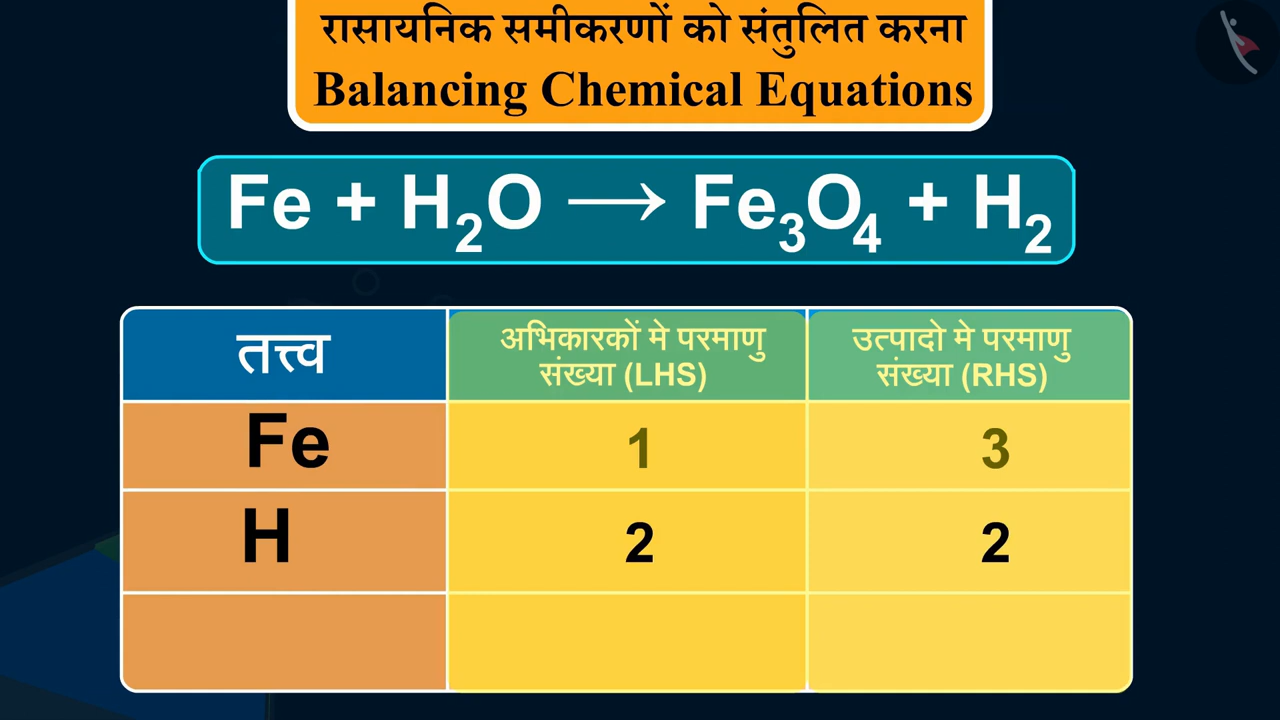 रासायनिक समीकरणों को संतुलित करना
Balancing Chemical Equations
Fe + H₂O ⟶ Fe₃O₄ + H₂
तत्त्व
अभिकारकों मे परमाणु
संख्या (LHS)
उत्पादो मे परमाणु
संख्या (RHS)
Fe 1 3
H 2 2